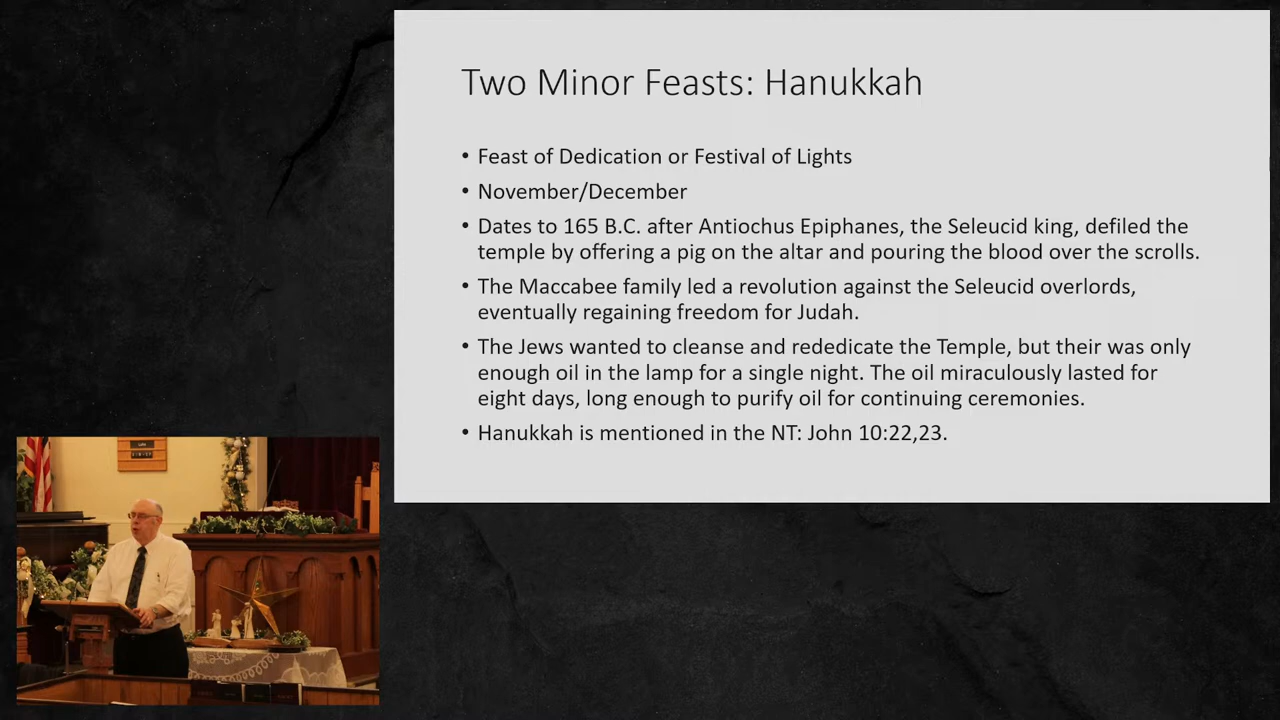 Two Minor Feasts: Hanukkah
• Feast of Dedication or Festival of Lights
• November/December
• Dates to 165 B.C. after Antiochus Epiphanes, the Seleucid king, defiled the
temple by offering a pig on the altar and pouring the blood over the scrolls.
• The Maccabee family led a revolution against the Seleucid overlords,
eventually regaining freedom for Judah.
• The Jews wanted to cleanse and rededicate the Temple, but their was only
enough oil in the lamp for a single night. The oil miraculously lasted for
eight days, long enough to purify oil for continuing ceremonies.
• Hanukkah is mentioned in the NT: John 10:22,23.